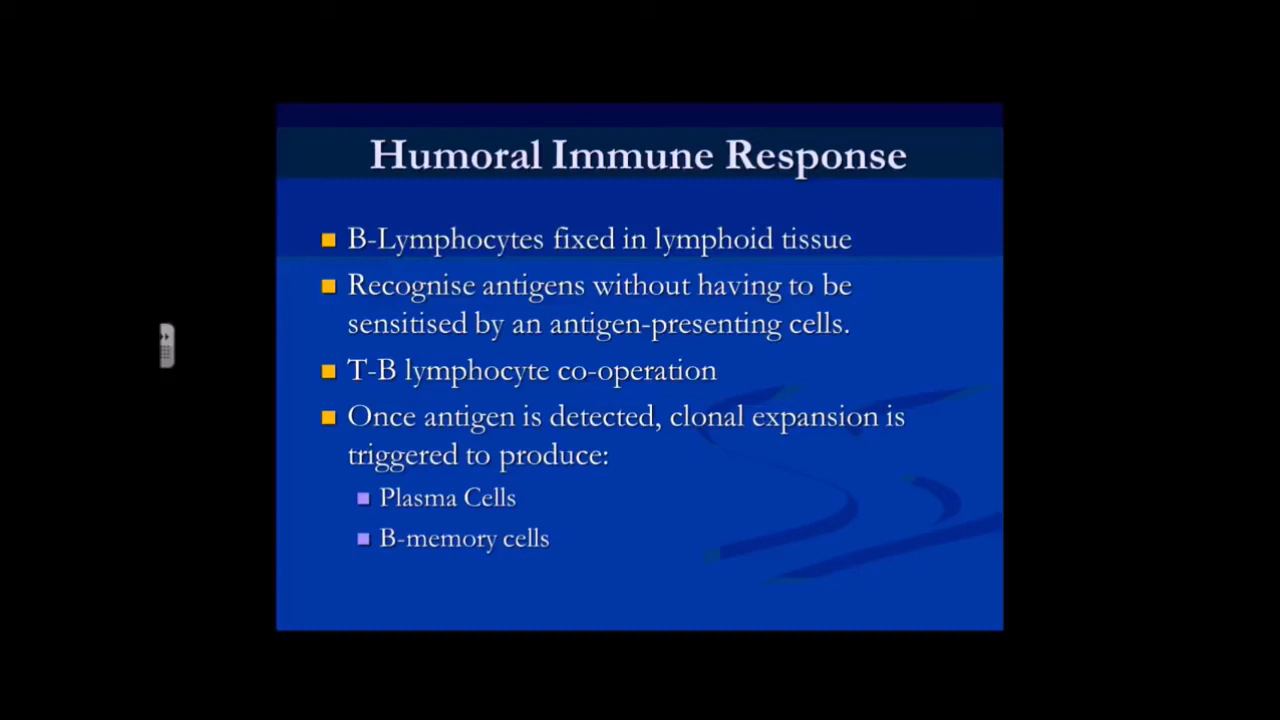 Humoral Immune Response
B-Lymphocytes fixed in lymphoid tissue
Recognise antigens without having to be
sensitised by an antigen-presenting cells.
T-B lymphocyte co-operation
Once antigen is detected, clonal expansion is
triggered to produce:
Plasma Cells
B-memory cells